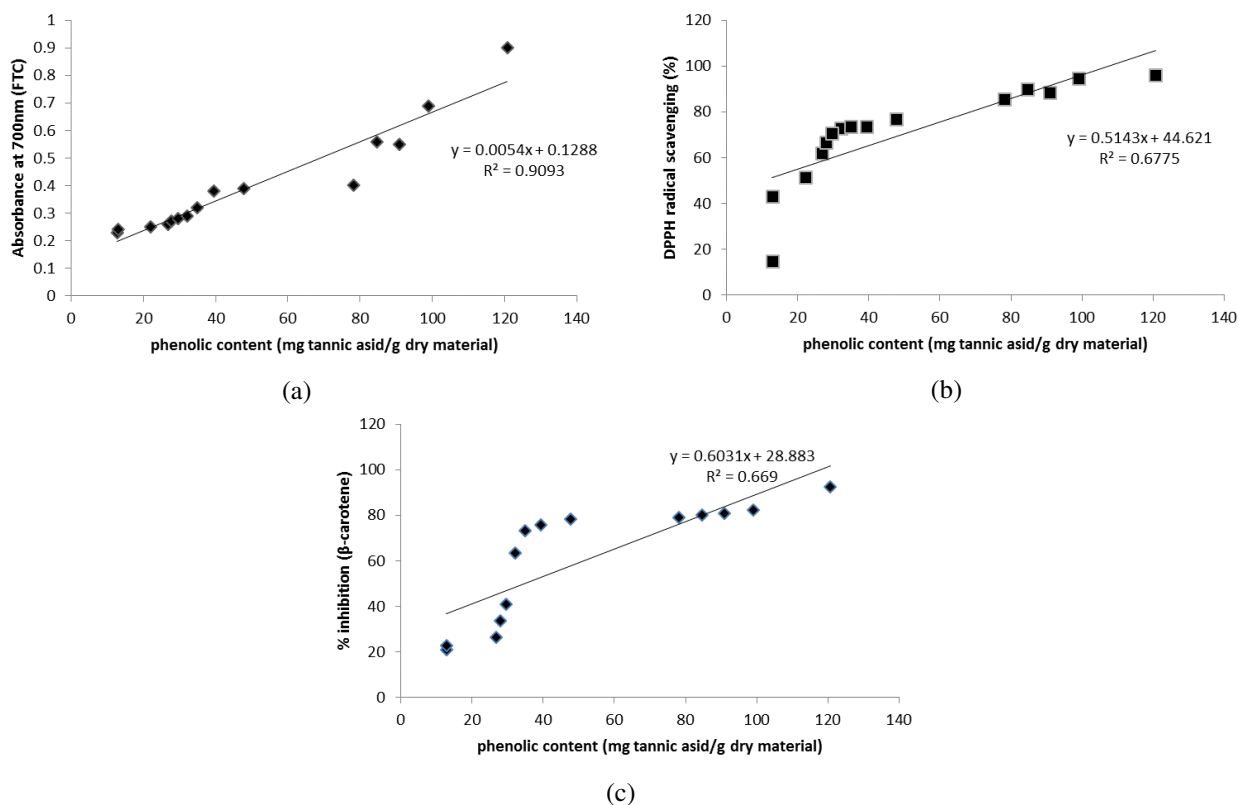 Absorbance at 700nm (FTC)
1
0.9
0.8
0.7
0.6
0.5
0.4
0.3
0.2
0.1
0
y = 0.0054x + 0.1288
R² = 0.9093
0 20 40 60 80 100 120 140
phenolic content (mg tannic asid/g dry material)
(a)
DPPH radical scavenging (%)
120
100
80
60
40
20
0
y = 0.5143x + 44.621
R² = 0.6775
0 20 40 60 80 100 120 140
phenolic content (mg tannic asid/g dry material)
(b)
% inhibition (β-carotene)
120
100
80
60
40
20
0
y = 0.6031x + 28.883
R² = 0.669
0 20 40 60 80 100 120 140
phenolic content (mg tannic asid/g dry material)
(c)